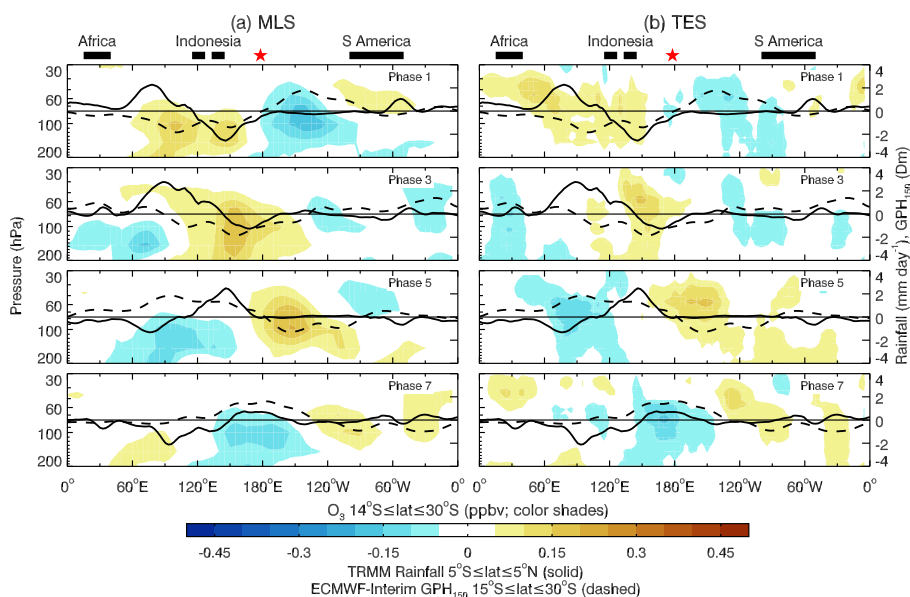 (a) MLS (b) TES
Africa Indonesia S America Africa Indonesia S America
30 Phase 1 Phase 1 4
60 2
100 0
-2
200 -4
30 Phase 3 Phase 3
60 2
100 0
-2
200 -4
30 Phase 5 Phase 5
60 2
100 0
-2
200 -4
30 Phase 7 Phase 7 4
60 2
100 0
-2
200 -4
Pressure (hPa)
Rainfall (mm day⁻¹), GPH₁₅₀ (Dm)
0° 60°E 120°E 180°E 120°W 60°W 0° 0° 60°E 120°E 180°E 120°W 60°W 0°
O₃ 14°S≤lat≤30°S (ppbv; color shades)
-0.45 -0.3 -0.15 0 0.15 0.3 0.45
TRMM Rainfall 5°S≤lat≤5°N (solid)
ECMWF-Interim GPH₁₅₀ 15°S≤lat≤30°S (dashed)